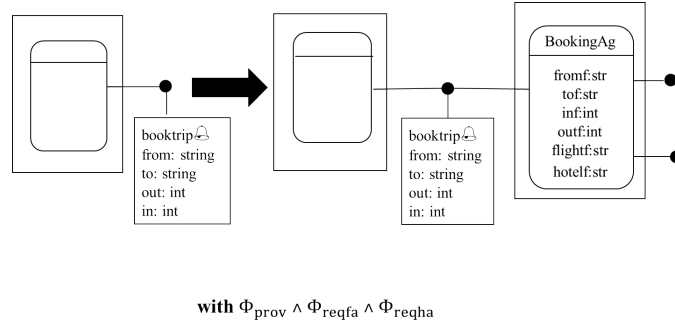 BookingAg
fromf:str
tof:str
inf:int
outf:int
flightf:str
hotelf:str
booktrip
from: string
to: string
out: int
in: int
booktrip
from: string
to: string
out: int
in: int
with Φprov ∧ Φreqfa ∧ Φreqha